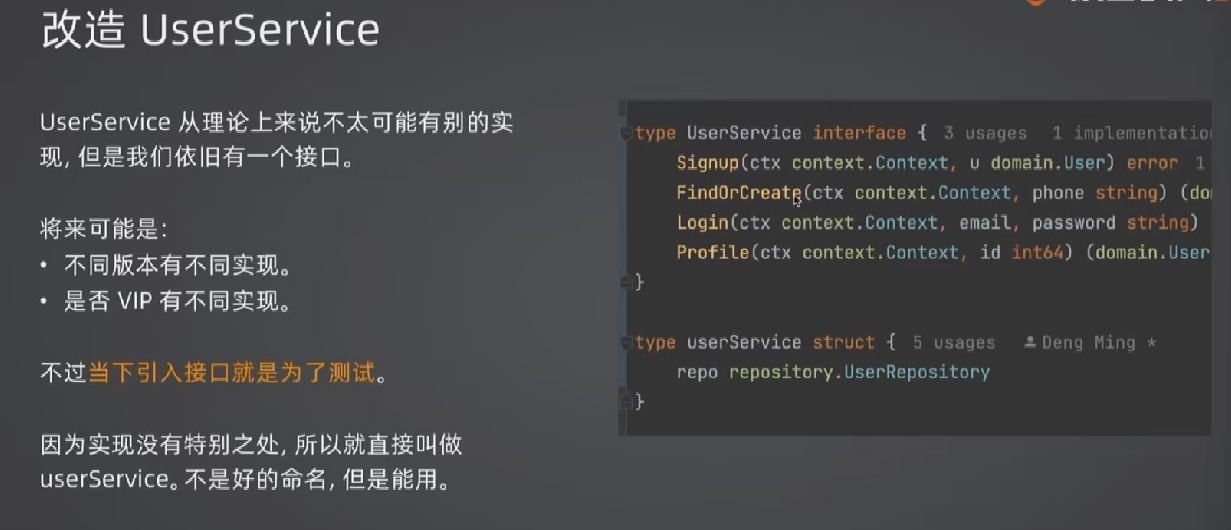 改造 UserService
UserService 从理论上来说不太可能有别的实
现，但是我们依旧有一个接口。
将来可能是：
• 不同版本有不同实现。
• 是否 VIP 有不同实现。
不过当下引入接口就是为了测试。
因为实现没有特别之处，所以就直接叫做
userService。不是好的命名，但是能用。
type UserService interface { 3 usages 1 implementatio
Signup(ctx context.Context, u domain.User) error 1
FindOrCreate(ctx context.Context, phone string) (do
Login(ctx context.Context, email, password string)
Profile(ctx context.Context, id int64) (domain.User
}
type userService struct { 5 usages Deng Ming *
repo repository.UserRepository
}